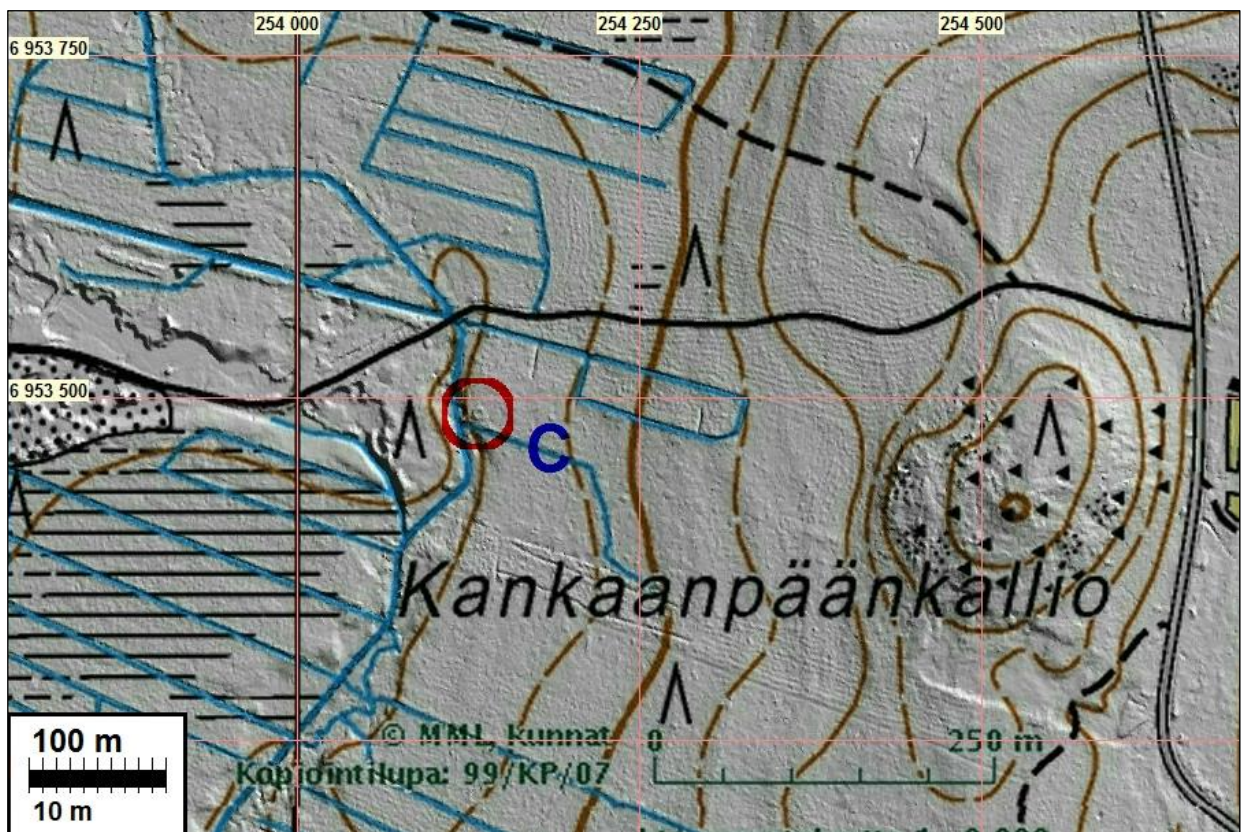 254 000
254 250
254 500
6 953 750
6 953 500
C
Kankaanpäänkallio
100 m
10 m
© MML, Kunnat
0
250 m
Kopiointilupa: 99/KP/07